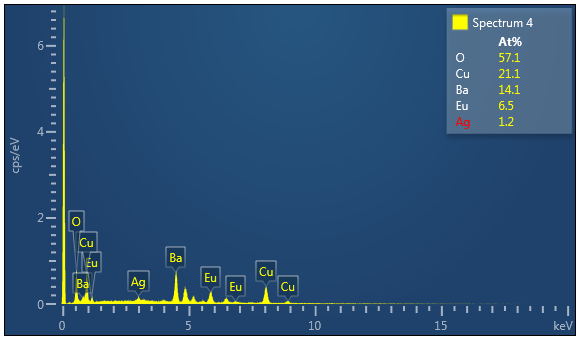 Spectrum 4
At%
O 57.1
Cu 21.1
Ba 14.1
Eu 6.5
Ag 1.2
cps/eV
6
4
2
0
O
Cu
Eu
Ba
Ag
Ba
Eu
Eu
Cu
Cu
0 5 10 15 keV